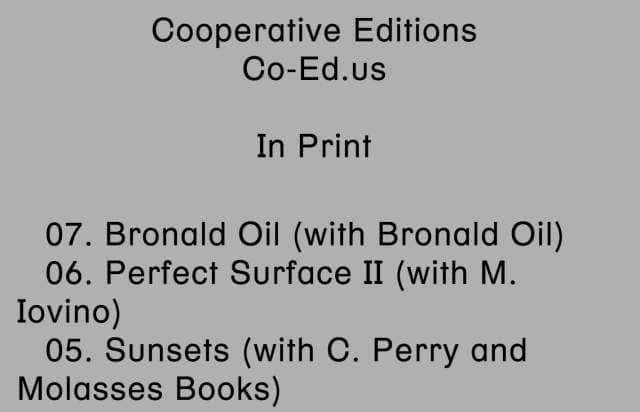 Cooperative Editions
Co-Ed.us
In Print
07. Bronald Oil (with Bronald Oil)
06. Perfect Surface II (with M.
Iovino)
05. Sunsets (with C. Perry and
Molasses Books)